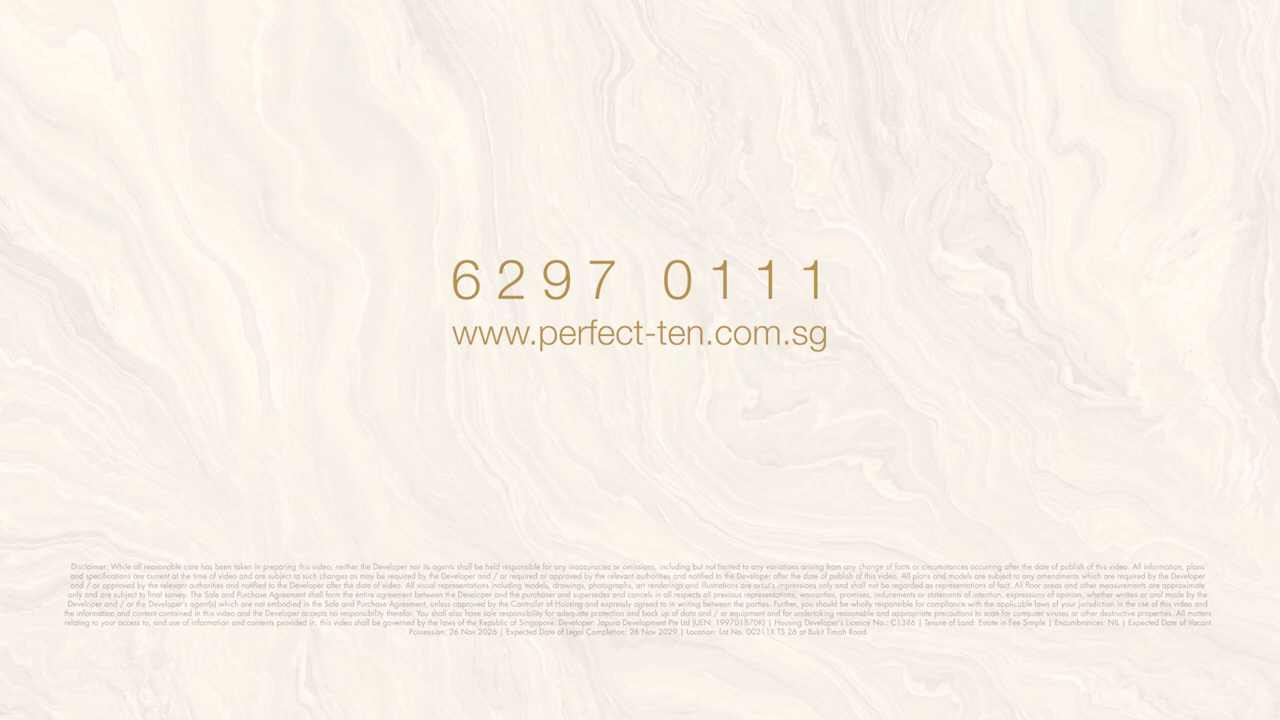 6297 0111
www.perfect-ten.com.sg
Disclaimer: While all reasonable care has been taken in preparing this video, neither the Developer nor its agents shall be held responsible for any inaccuracies or omissions, including but not limited to any variations arising from any change of facts or circumstances occurring after the date of publish of this video. All information, plans
and specifications are current at the time of video and are subject to such changes as may be required by the Developer and / or required or approved by the relevant authorities and notified to the Developer after the date of publish of this video. All plans and models are subject to any amendments which are required by the Developer
and / or approved by the relevant authorities and notified to the Developer after the date of video. All visual representations including models, drawings, photographs, art renderings and illustrations are artist's impressions only and shall not be regarded as representations of fact. All floor areas and other measurements are approximate
only and are subject to final survey. The Sale and Purchase Agreement shall form the entire agreement between the Developer and the purchaser and supersedes and cancels in all respects all previous representations, warranties, promises, inducements or statements of intention, expressions of opinion, whether written or oral made by the
Developer and / or the Developer's agent(s) which are not embodied in the Sale and Purchase Agreement, unless approved by the Controller of Housing and expressly agreed to in writing between the parties. Further, you should be wholly responsible for compliance with the applicable laws of your jurisdiction in the use of this video and
the information and content contained in this video and the Developer accepts no responsibility therefor. You shall also have sole responsibility for adequate protection and back up of data and / or equipment and for undertaking reasonable and appropriate precautions to scan for computer viruses or other destructive properties. All matters
relating to your access to, and use of information and contents provided in, this video shall be governed by the laws of the Republic of Singapore. Developer: Japura Development Pte Ltd (UEN: 199701870K) | Housing Developer's Licence No.: C1386 | Tenure of Land: Estate in Fee Simple | Encumbrances: NIL | Expected Date of Vacant
Possession: 26 Nov 2026 | Expected Date of Legal Completion: 26 Nov 2029 | Location: Lot No. 00211X TS 26 at Bukit Timah Road